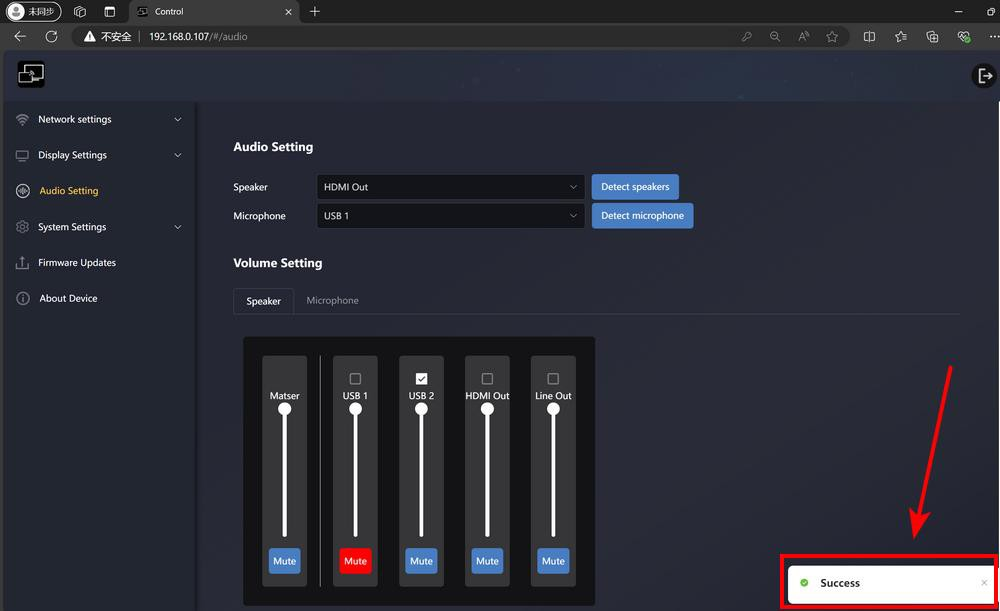 未同步
Control
不安全
192.168.0.107/#/audio
Network settings
Display Settings
Audio Setting
System Settings
Firmware Updates
About Device
Audio Setting
Speaker
HDMI Out
Detect speakers
Microphone
USB 1
Detect microphone
Volume Setting
Speaker
Microphone
Matser
USB 1
USB 2
HDMI Out
Line Out
Mute
Mute
Mute
Mute
Mute
Success